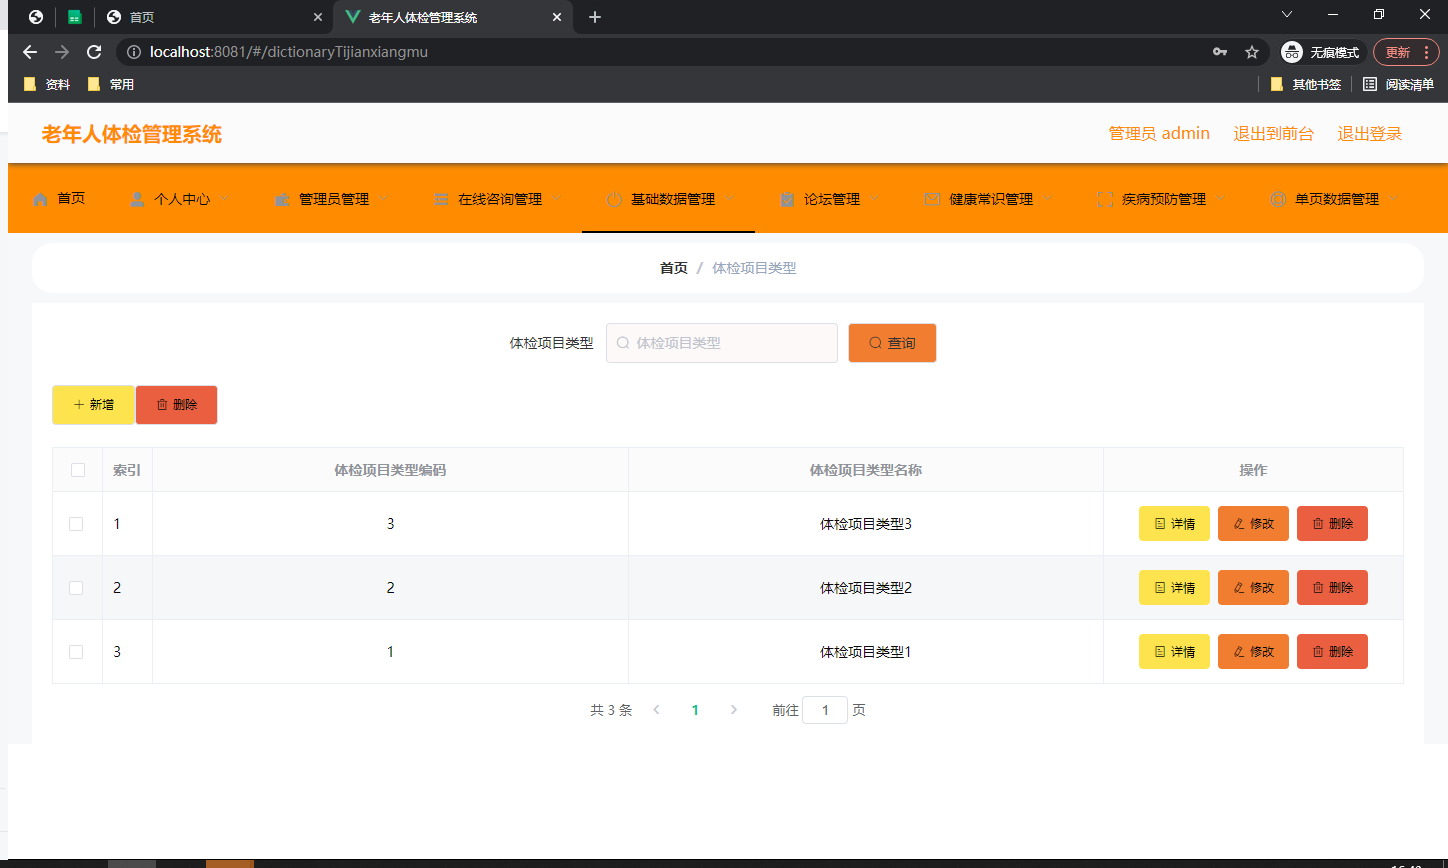 首页
老年人体检管理系统
localhost:8081/#/dictionaryTijianxiangmu
无痕模式
更新
资料
常用
其他书签
阅读清单
老年人体检管理系统
管理员 admin
退出到前台
退出登录
首页
个人中心
管理员管理
在线咨询管理
基础数据管理
论坛管理
健康常识管理
疾病预防管理
单页数据管理
首页 / 体检项目类型
体检项目类型
体检项目类型
查询
新增
删除
索引 体检项目类型编码 体检项目类型名称 操作
1 3 体检项目类型3 详情 修改 删除
2 2 体检项目类型2 详情 修改 删除
3 1 体检项目类型1 详情 修改 删除
共 3 条 1 前往 1 页